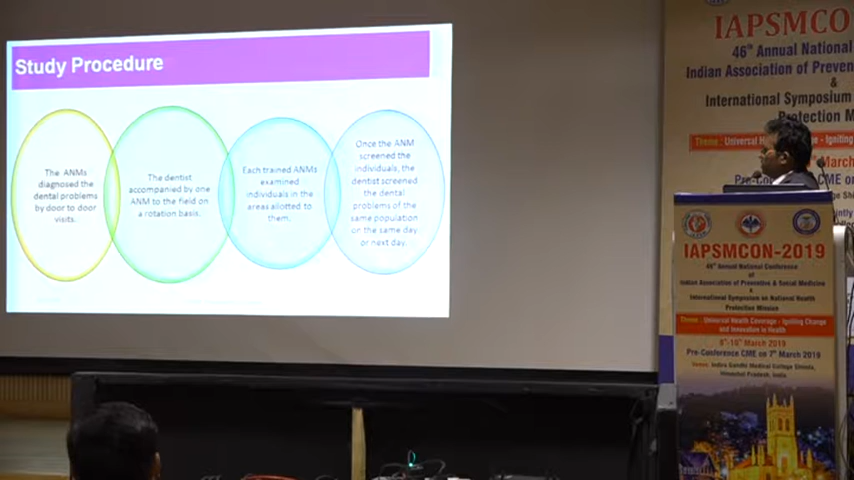 Study Procedure
The ANMs
diagnosed the
dental problems
by door to door
visits.
The dentist
accompanied by one
ANM to the field on
a rotation basis.
Each trained ANMs
examined
individuals in the
areas allotted to
them.
Once the ANM
screened the
individuals, the
dentist screened
the dental
problems of the
same population
on the same day
or next day.
IAPSMCO
46th Annual National
Indian Association of Preven
&
International Symposium
Protection M
Theme : Universal Hea
Igniting
March
Pre-Co
CME on 7
IAPSMCON-2019
46th Annual National Conference
of
Indian Association of Preventive & Social Medicine
&
International Symposium on National Health
Protection Mission
Theme : Universal Health Coverage - Igniting Change
and Innovation in Health
8th-10th March 2019
Pre-Conference CME on 7th March 2019
Venue: Indira Gandhi Medical College Shimla,
Himachal Pradesh, India.
IAPSMCON-2019